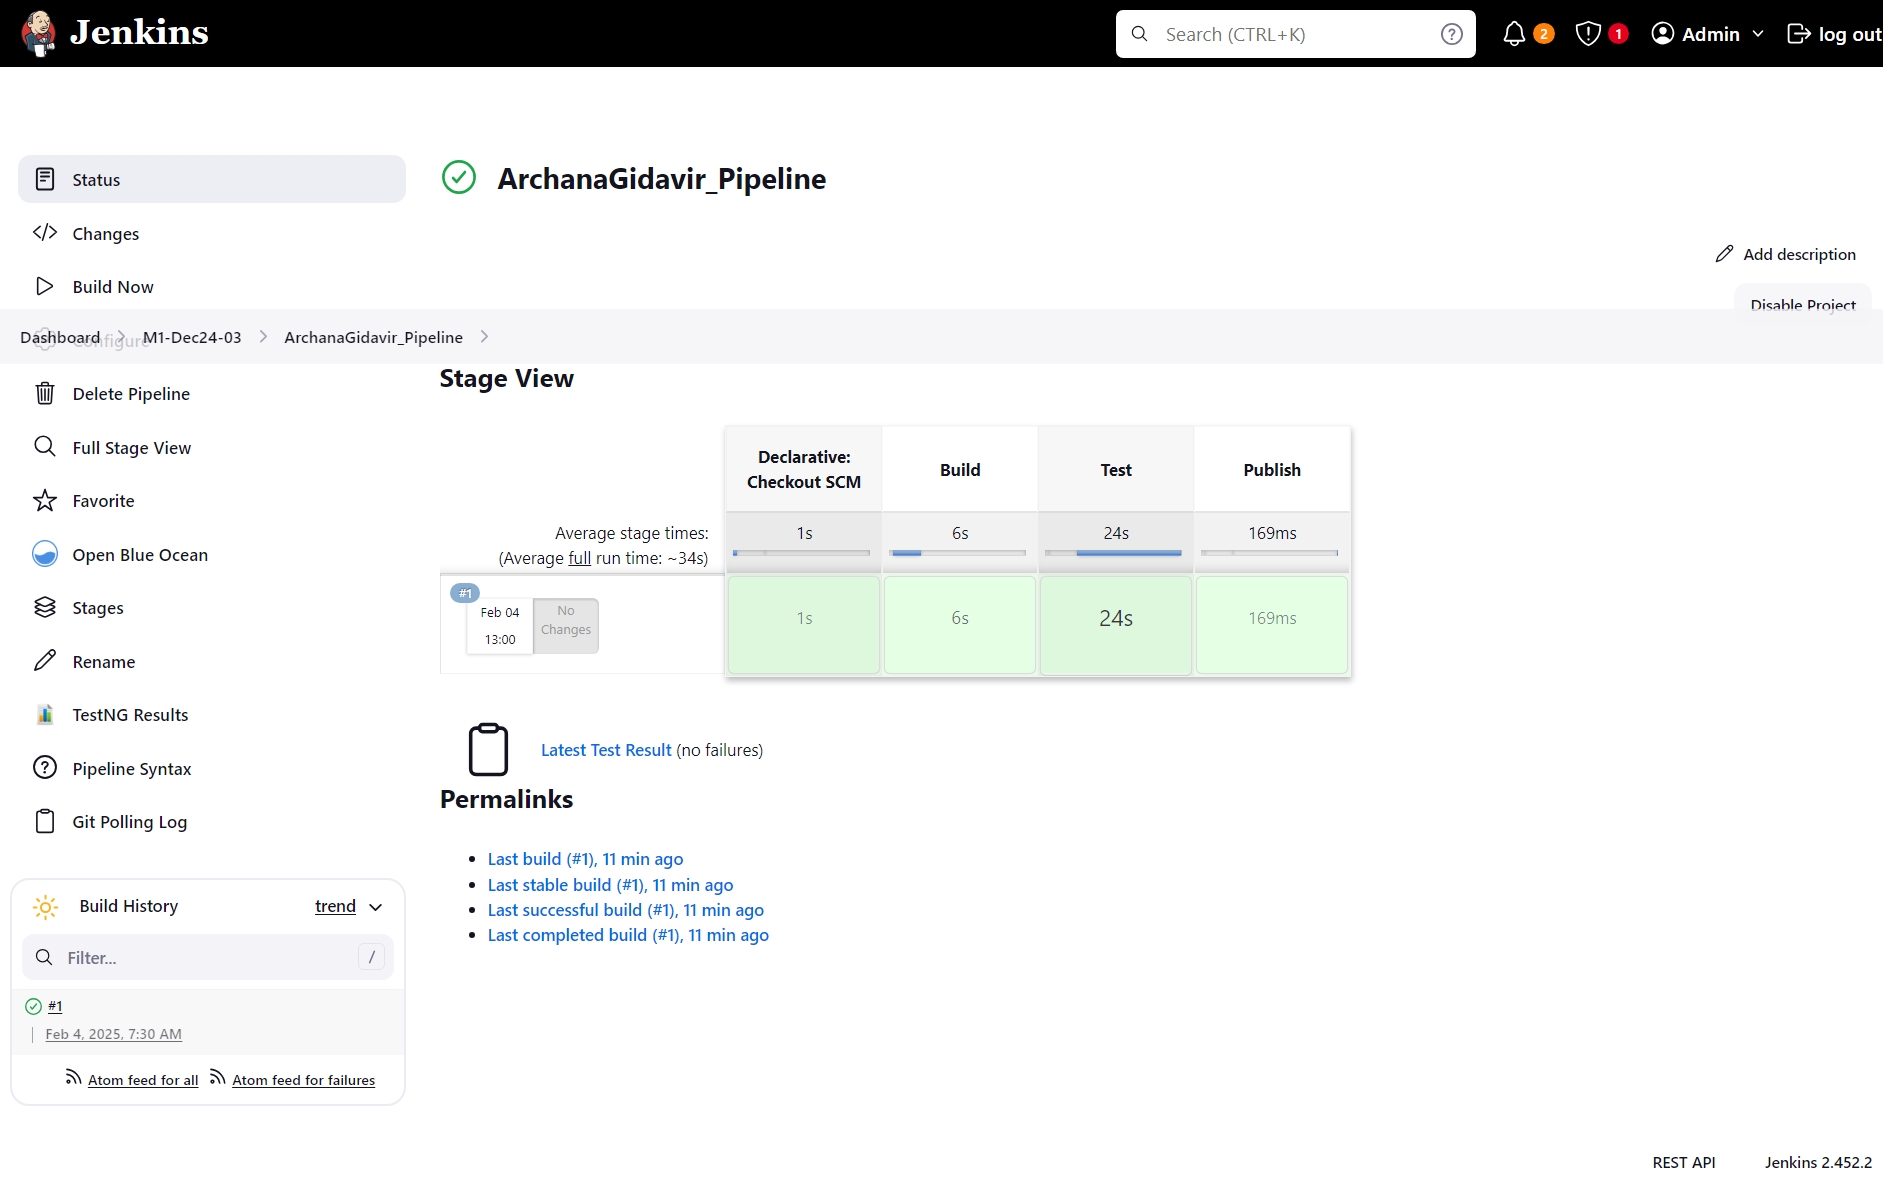 Jenkins
Search (CTRL+K)
2
1
Admin
log out
Status
Changes
Build Now
Configure
Delete Pipeline
Full Stage View
Favorite
Open Blue Ocean
Stages
Rename
TestNG Results
Pipeline Syntax
Git Polling Log
Dashboard
M1-Dec24-03
ArchanaGidavir_Pipeline
Build History
trend
Filter...
/
#1
Feb 4, 2025, 7:30 AM
Atom feed for all
Atom feed for failures
ArchanaGidavir_Pipeline
Add description
Disable Project
Stage View
Declarative:
Checkout SCM
Build
Test
Publish
Average stage times:
(Average full run time: ~34s)
1s
6s
24s
169ms
#1
Feb 04
13:00
No
Changes
1s
6s
24s
169ms
Latest Test Result (no failures)
Permalinks
Last build (#1), 11 min ago
Last stable build (#1), 11 min ago
Last successful build (#1), 11 min ago
Last completed build (#1), 11 min ago
REST API
Jenkins 2.452.2